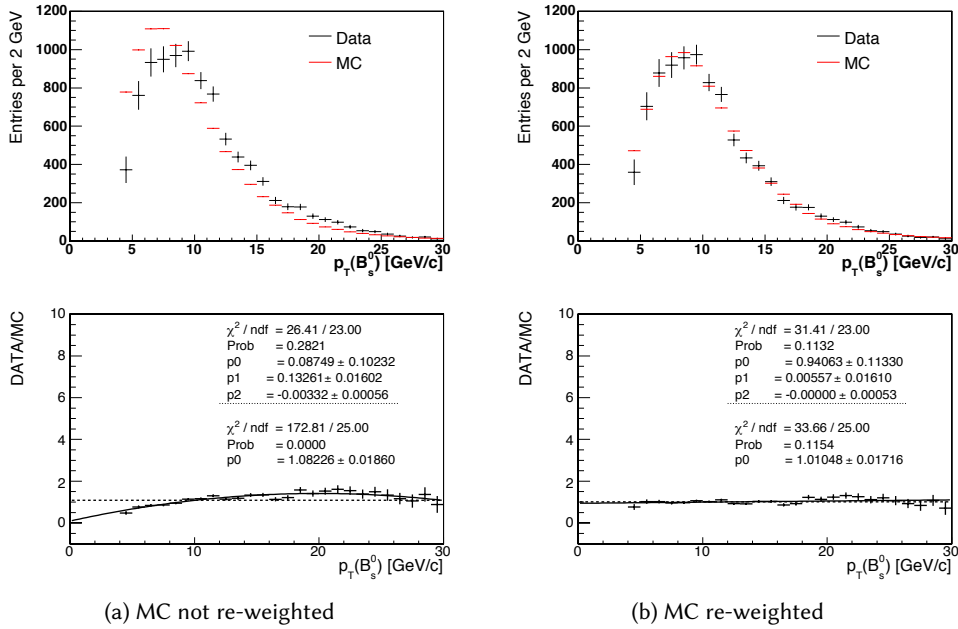 Entries per 2 GeV
1200
1000
800
600
400
200
0
Data
MC
0 5 10 15 20 25 30
p_T(B_s^0) [GeV/c]
Entries per 2 GeV
1200
1000
800
600
400
200
0
Data
MC
0 5 10 15 20 25 30
p_T(B_s^0) [GeV/c]
DATA/MC
10
8
6
4
2
0
χ² / ndf = 26.41 / 23.00
Prob = 0.2821
p0 = 0.08749 ± 0.10232
p1 = 0.13261 ± 0.01602
p2 = -0.00332 ± 0.00056
χ² / ndf = 172.81 / 25.00
Prob = 0.0000
p0 = 1.08226 ± 0.01860
0 10 20 30
p_T(B_s^0) [GeV/c]
DATA/MC
10
8
6
4
2
0
χ² / ndf = 31.41 / 23.00
Prob = 0.1132
p0 = 0.94063 ± 0.11330
p1 = 0.00557 ± 0.01610
p2 = -0.00000 ± 0.00053
χ² / ndf = 33.66 / 25.00
Prob = 0.1154
p0 = 1.01048 ± 0.01716
0 10 20 30
p_T(B_s^0) [GeV/c]
(a) MC not re-weighted
(b) MC re-weighted